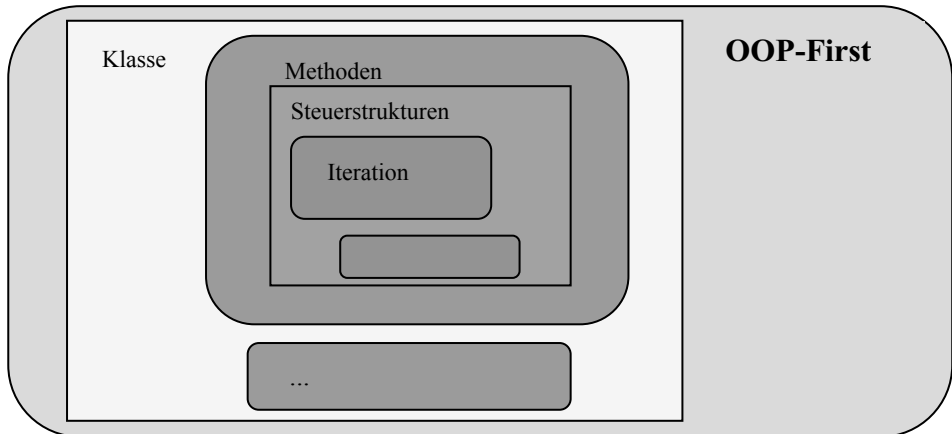 Klasse
OOP-First
Methoden
Steuerstrukturen
Iteration
...